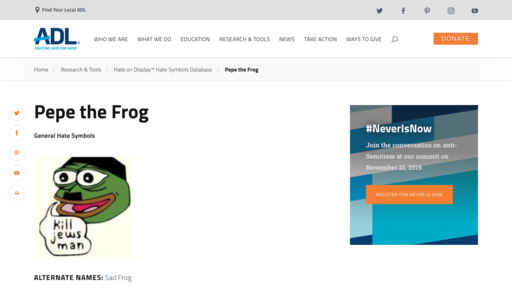 Find Your Local ADL
ADL
FIGHTING HATE FOR GOOD
WHO WE ARE
WHAT WE DO
EDUCATION
RESEARCH & TOOLS
NEWS
TAKE ACTION
WAYS TO GIVE
DONATE
Home / Research & Tools / Hate on Display™ Hate Symbols Database / Pepe the Frog
Pepe the Frog
General Hate Symbols
#NeverIsNow
Join the conversation on anti-
Semitism at our summit on
November 21, 2019
REGISTER FOR NEVER IS NOW
kill
jews
man
ALTERNATE NAMES: Sad Frog